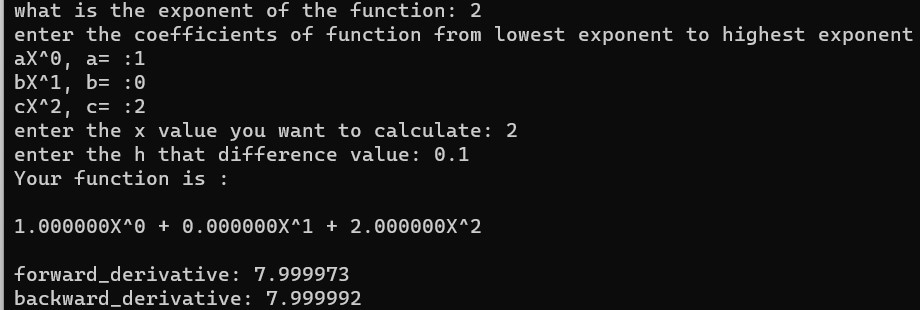 what is the exponent of the function: 2
enter the coefficients of function from lowest exponent to highest exponent
aX^0, a= :1
bX^1, b= :0
cX^2, c= :2
enter the x value you want to calculate: 2
enter the h that difference value: 0.1
Your function is :
1.000000X^0 + 0.000000X^1 + 2.000000X^2
forward_derivative: 7.999973
backward_derivative: 7.999992